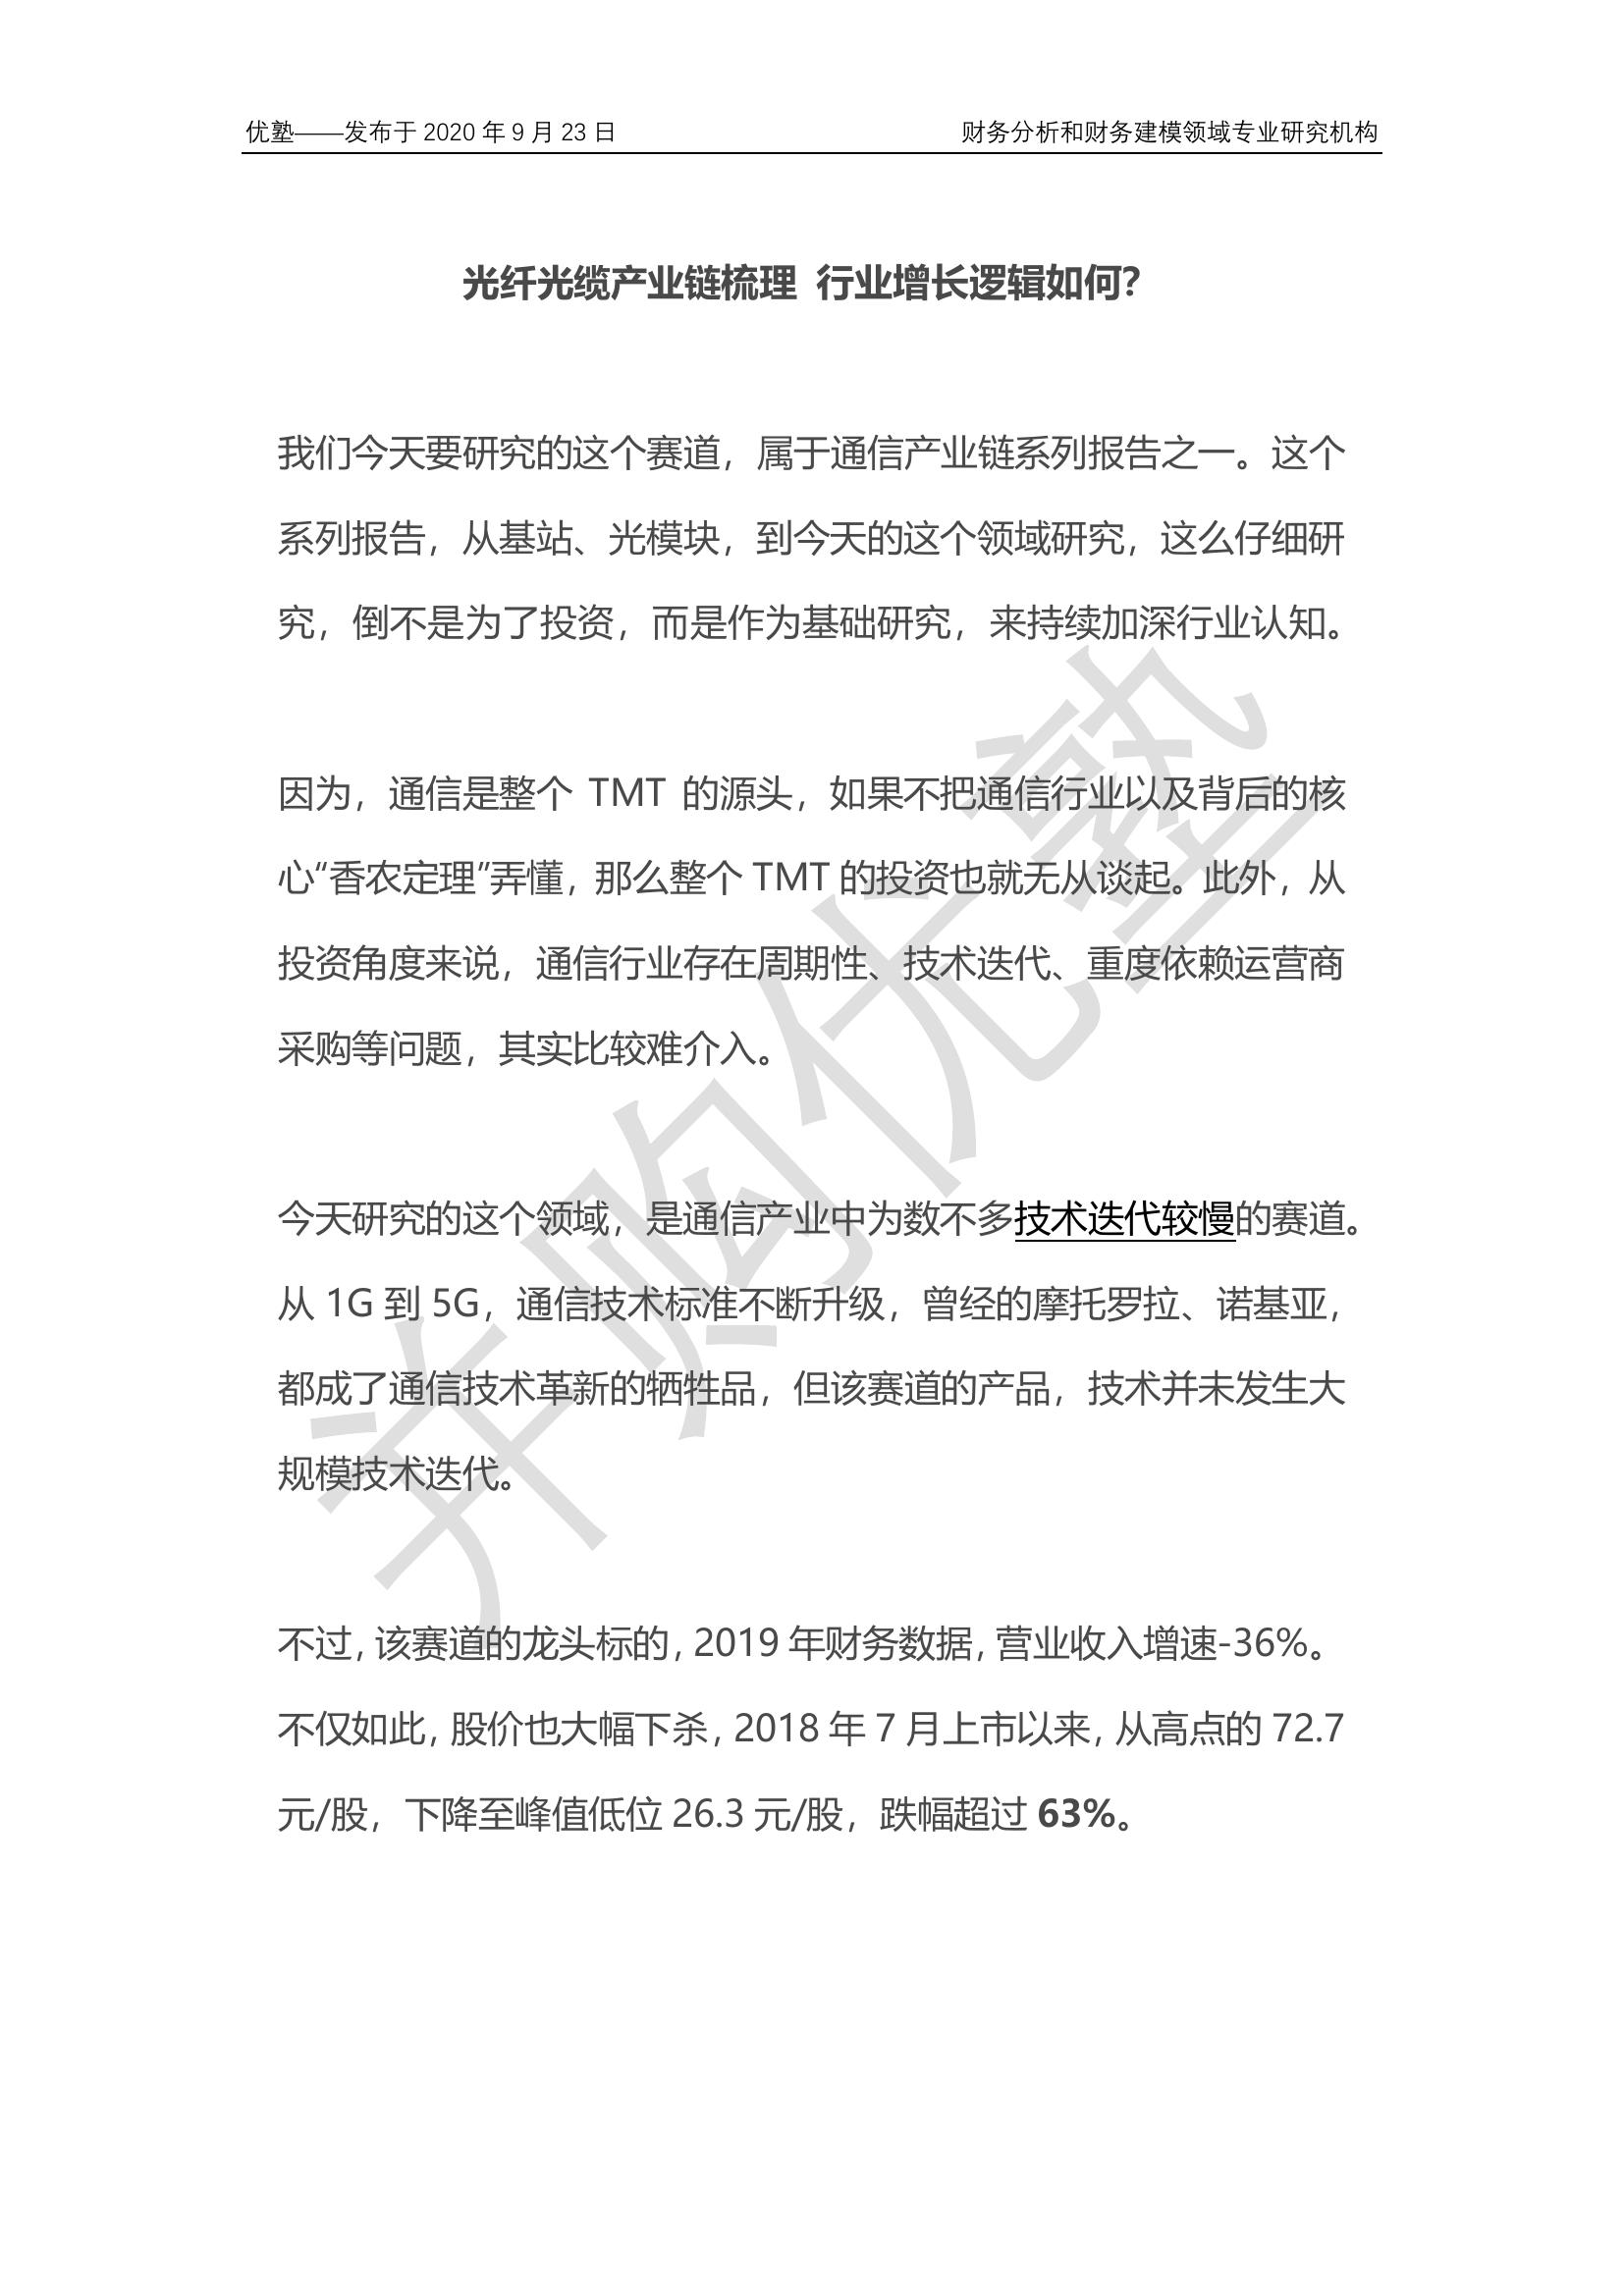 优塾——发布于 2020 年 9 月 23 日 财务分析和财务建模领域专业研究机构
光纤光缆产业链梳理 行业增长逻辑如何？
我们今天要研究的这个赛道，属于通信产业链系列报告之一。这个
系列报告，从基站、光模块，到今天的这个领域研究，这么仔细研
究，倒不是为了投资，而是作为基础研究，来持续加深行业认知。
因为，通信是整个 TMT 的源头，如果不把通信行业以及背后的核
心“香农定理”弄懂，那么整个 TMT 的投资也就无从谈起。此外，从
投资角度来说，通信行业存在周期性、技术迭代、重度依赖运营商
采购等问题，其实比较难介入。
今天研究的这个领域，是通信产业中为数不多技术迭代较慢的赛道。
从 1G 到 5G，通信技术标准不断升级，曾经的摩托罗拉、诺基亚，
都成了通信技术革新的牺牲品，但该赛道的产品，技术并未发生大
规模技术迭代。
不过，该赛道的龙头标的，2019 年财务数据，营业收入增速-36%。
不仅如此，股价也大幅下杀，2018 年 7 月上市以来，从高点的 72.7
元/股，下降至峰值低位 26.3 元/股，跌幅超过 63%。
并购优塾